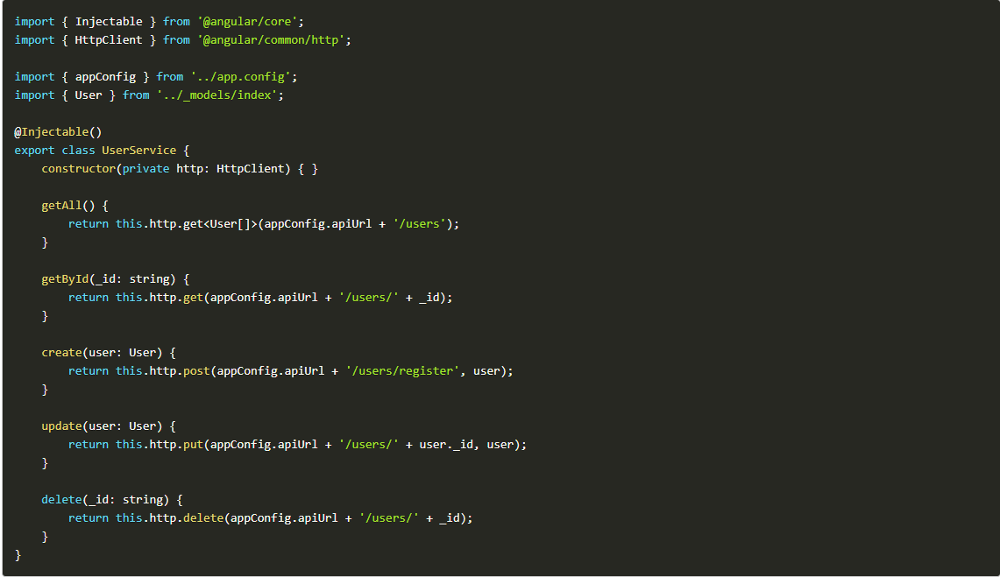 import { Injectable } from '@angular/core';
import { HttpClient } from '@angular/common/http';

import { appConfig } from '../app.config';
import { User } from '../_models/index';

@Injectable()
export class UserService {
    constructor(private http: HttpClient) { }

    getAll() {
        return this.http.get<User[]>(appConfig.apiUrl + '/users');
    }

    getById(_id: string) {
        return this.http.get(appConfig.apiUrl + '/users/' + _id);
    }

    create(user: User) {
        return this.http.post(appConfig.apiUrl + '/users/register', user);
    }

    update(user: User) {
        return this.http.put(appConfig.apiUrl + '/users/' + user._id, user);
    }

    delete(_id: string) {
        return this.http.delete(appConfig.apiUrl + '/users/' + _id);
    }
}